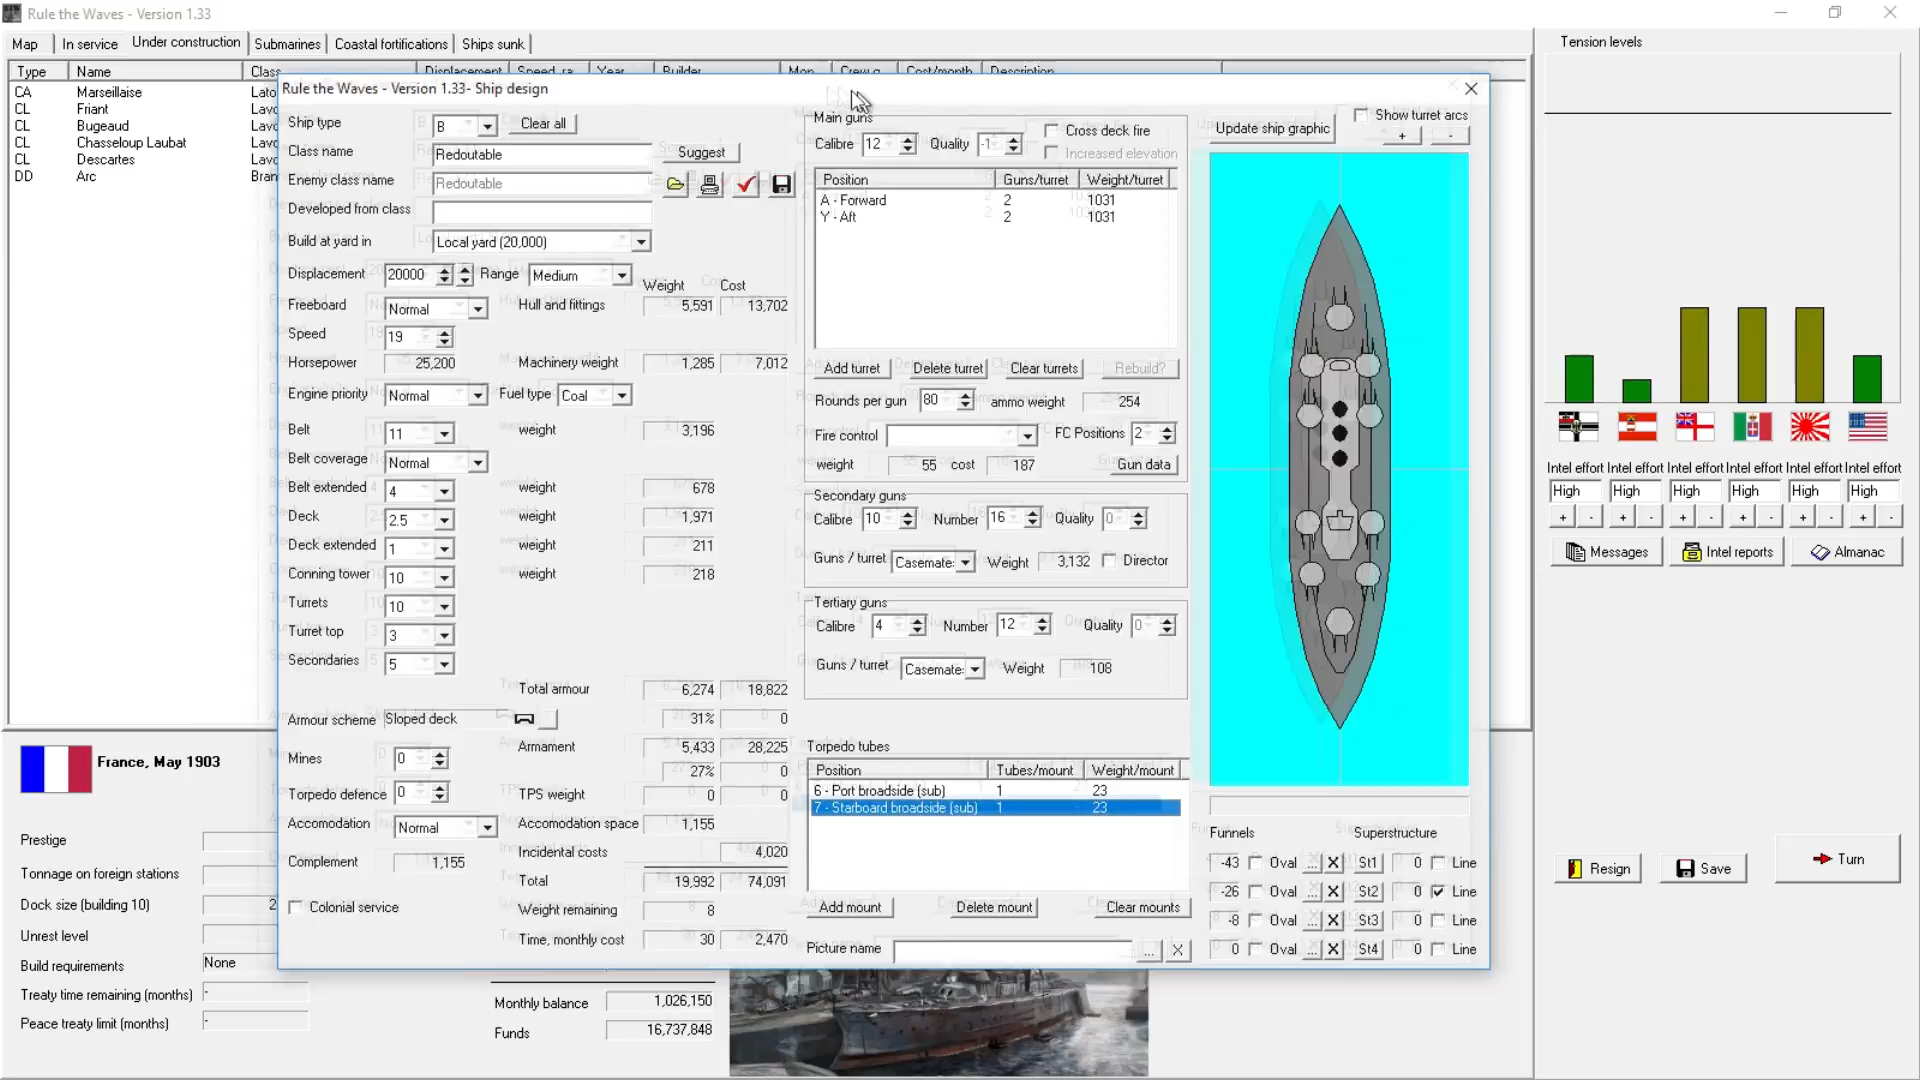 Rule the Waves - Version 1.33
Map In service Under construction Submarines Coastal fortifications Ships sunk
Type Name Class Displacement Speed, ra Year Builder Mon Crew q Cost/month Description
CA Marseillaise Lato
CL Friant Lavo
CL Bugeaud Lavo
CL Chasseloup Laubat Lavo
CL Descartes Lavo
DD Arc Bran
Rule the Waves - Version 1.33- Ship design
Ship type B Clear all
Class name Redoutable Suggest
Enemy class name Redoutable
Developed from class
Build at yard in Local yard (20,000)
Displacement 20000 Range Medium
Weight Cost
Freeboard Normal Hull and fittings 5,591 13,702
Speed 19
Horsepower 25,200 Machinery weight 1,285 7,012
Engine priority Normal Fuel type Coal
Belt 11 weight 3,196
Belt coverage Normal
Belt extended 4 weight 678
Deck 2.5 weight 1,971
Deck extended 1 weight 211
Conning tower 10 weight 218
Turrets 10
Turret top 3
Secondaries 5
Total armour 6,274 18,822
Armour scheme Sloped deck 31% 0
Mines 0 Armament 5,433 28,225
27% 0
Torpedo defence 0 TPS weight 0 0
Accomodation Normal Accomodation space 1,155
Incidental costs 4,020
Complement 1,155
Total 19,992 74,091
Colonial service Weight remaining 8
Time, monthly cost 30 2,470
Main guns
Calibre 12 Quality -1 Cross deck fire
Increased elevation
Position Guns/turret Weight/turret
A - Forward 2 1031
Y - Aft 2 1031
Add turret Delete turret Clear turrets Rebuild?
Rounds per gun 80 ammo weight 254
Fire control FC Positions 2
weight 55 cost 187 Gun data
Secondary guns
Calibre 10 Number 16 Quality 0
Guns / turret Casemate: Weight 3,132 Director
Tertiary guns
Calibre 4 Number 12 Quality 0
Guns / turret Casemate: Weight 108
Torpedo tubes
Position Tubes/mount Weight/mount
6 - Port broadside (sub) 1 23
7 - Starboard broadside (sub) 1 23
Add mount Delete mount Clear mounts
Picture name ... X
Update ship graphic Show turret arcs
+ -
Funnels Superstructure
-43 Oval ... X St1 0 Line
-26 Oval ... X St2 0 Line
-8 Oval ... X St3 0 Line
0 Oval ... X St4 0 Line
Tension levels
Intel effort Intel effort Intel effort Intel effort Intel effort Intel effort
High High High High High High
+ - + - + - + - + - + -
Messages Intel reports Almanac
Resign Save Turn
France, May 1903
Prestige
Tonnage on foreign stations
Dock size (building 10) 2
Unrest level
Build requirements None
Treaty time remaining (months) -
Peace treaty limit (months) -
Monthly balance 1,026,150
Funds 16,737,848